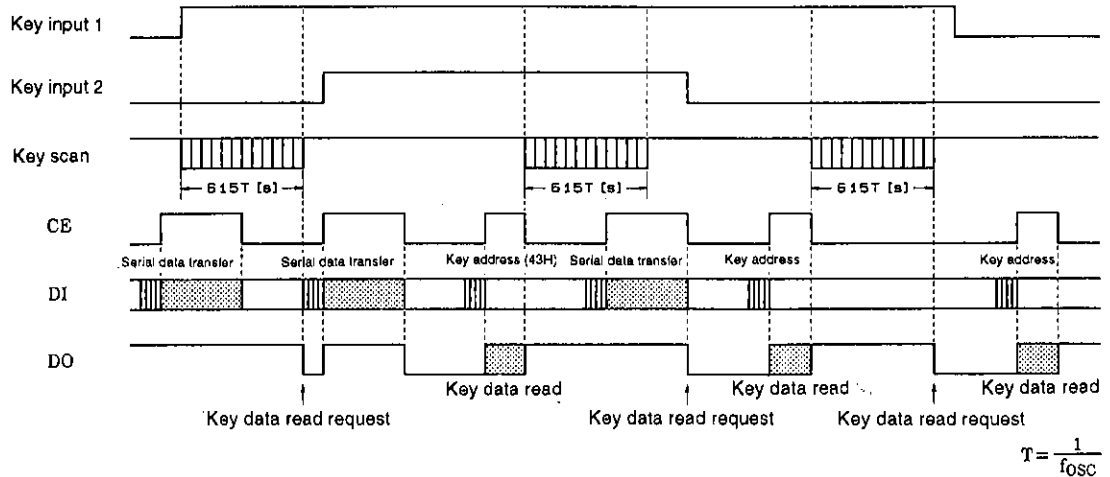 Key input 1
Key input 2
Key scan
615T [s] 615T [s] 615T [s]
CE
Serial data transfer Serial data transfer Key address (43H) Serial data transfer Key address Key address
DI
DO
Key data read Key data read Key data read
Key data read request Key data read request Key data read request
T = 1/fOSC